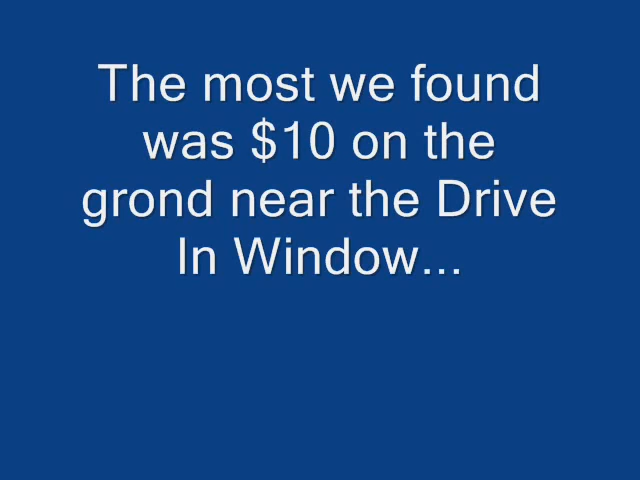 The most we found
was $10 on the
grond near the Drive
In Window...